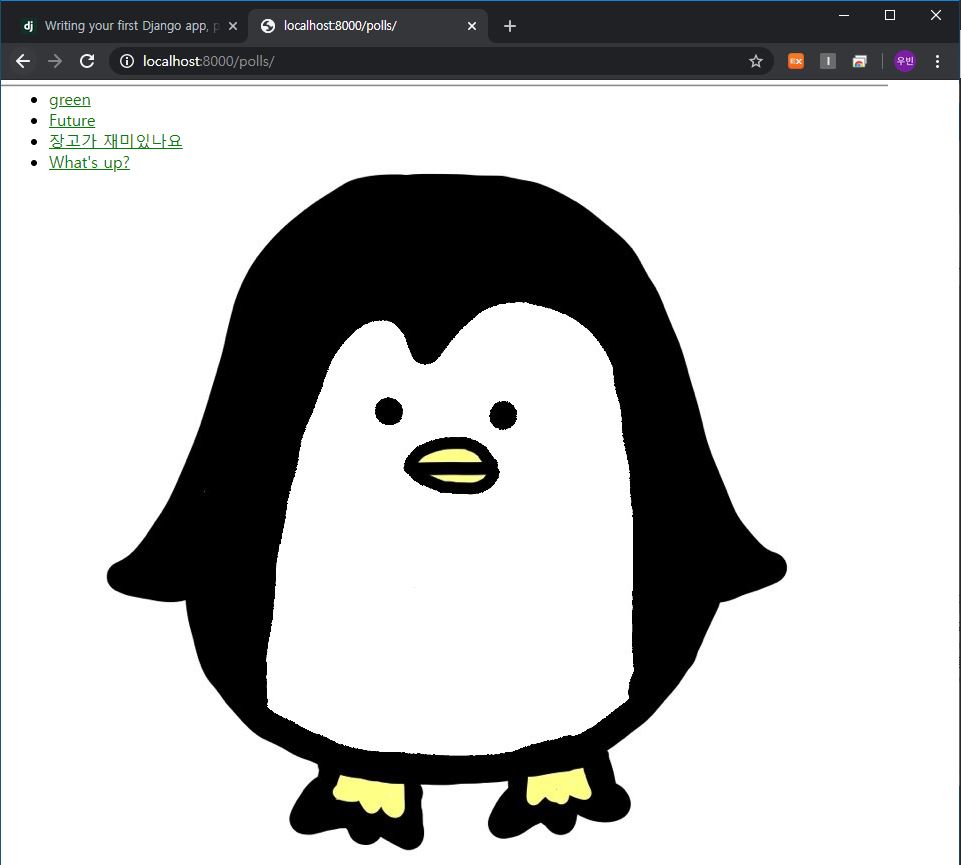 dj Writing your first Django app, p
localhost:8000/polls/
localhost:8000/polls/
EX
I
우빈
green
Future
장고가 재미있나요
What's up?